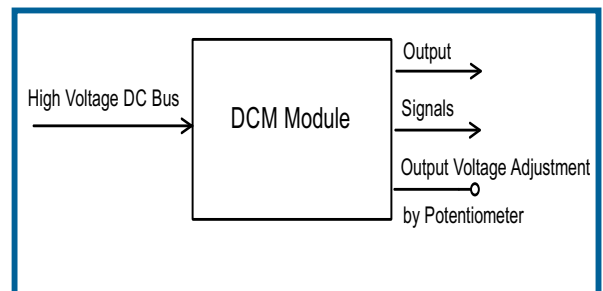 High Voltage DC Bus
DCM Module
Output
Signals
Output Voltage Adjustment
by Potentiometer